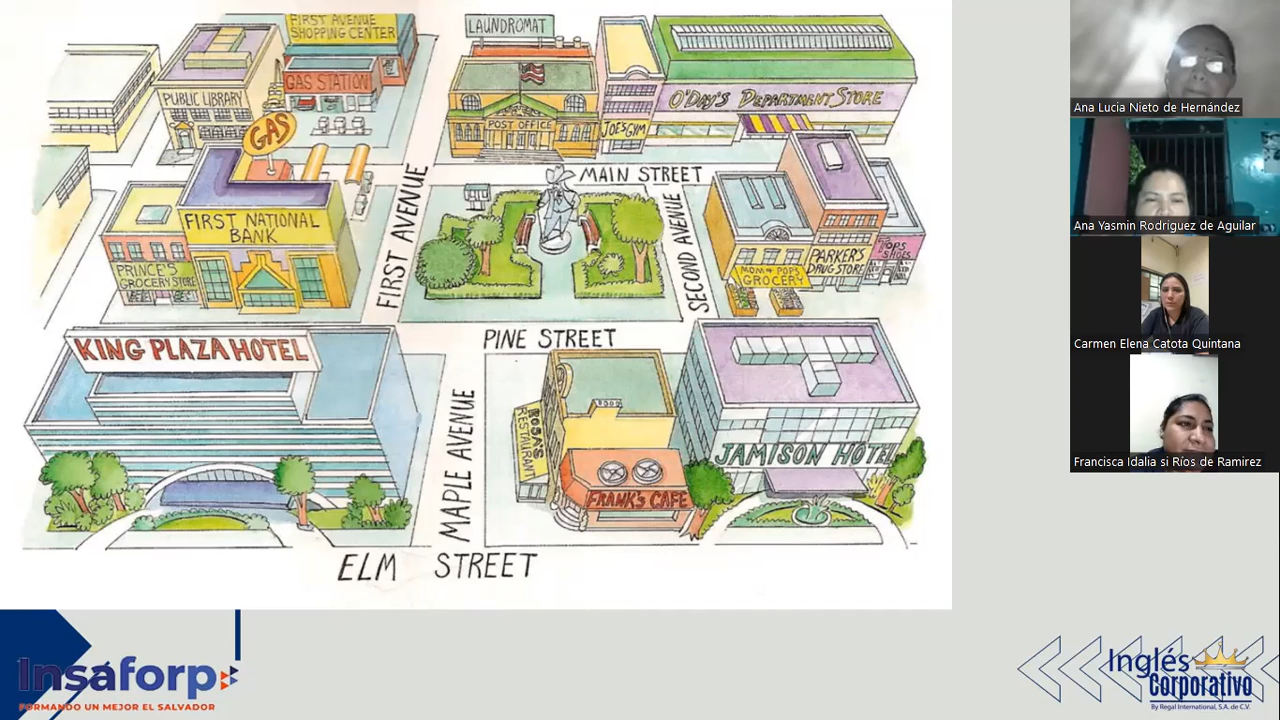 FIRST AVENUE
SHOPPING CENTER
LAUNDROMAT
PUBLIC LIBRARY
GAS STATION
GAS
POST OFFICE
JOE'S GYM
O'DAY'S DEPARTMENT STORE
MAIN STREET
FIRST AVENUE
SECOND AVENUE
PRINCE'S
GROCERY STORE
FIRST NATIONAL
BANK
MOM & POP'S
GROCERY
PARKERS
DRUG STORE
TOPS
SHOES
PINE STREET
KING PLAZA HOTEL
MAPLE AVENUE
ROSA'S
RESTAURANT
FRANK'S CAFE
JAMISON HOTEL
ELM STREET
Ana Lucia Nieto de Hernández
Ana Yasmin Rodriguez de Aguilar
Carmen Elena Catota Quintana
Francisca Idalia si Ríos de Ramirez
Insaforp
FORMANDO UN MEJOR EL SALVADOR
Inglés
Corporativo
By Regal International, S.A. de C.V.